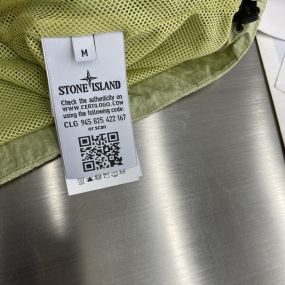 M
STONE ISLAND
Check the authenticity on
WWW.CERTILOGO.COM
using the following code:
CLG 945 825 422 167
or scan